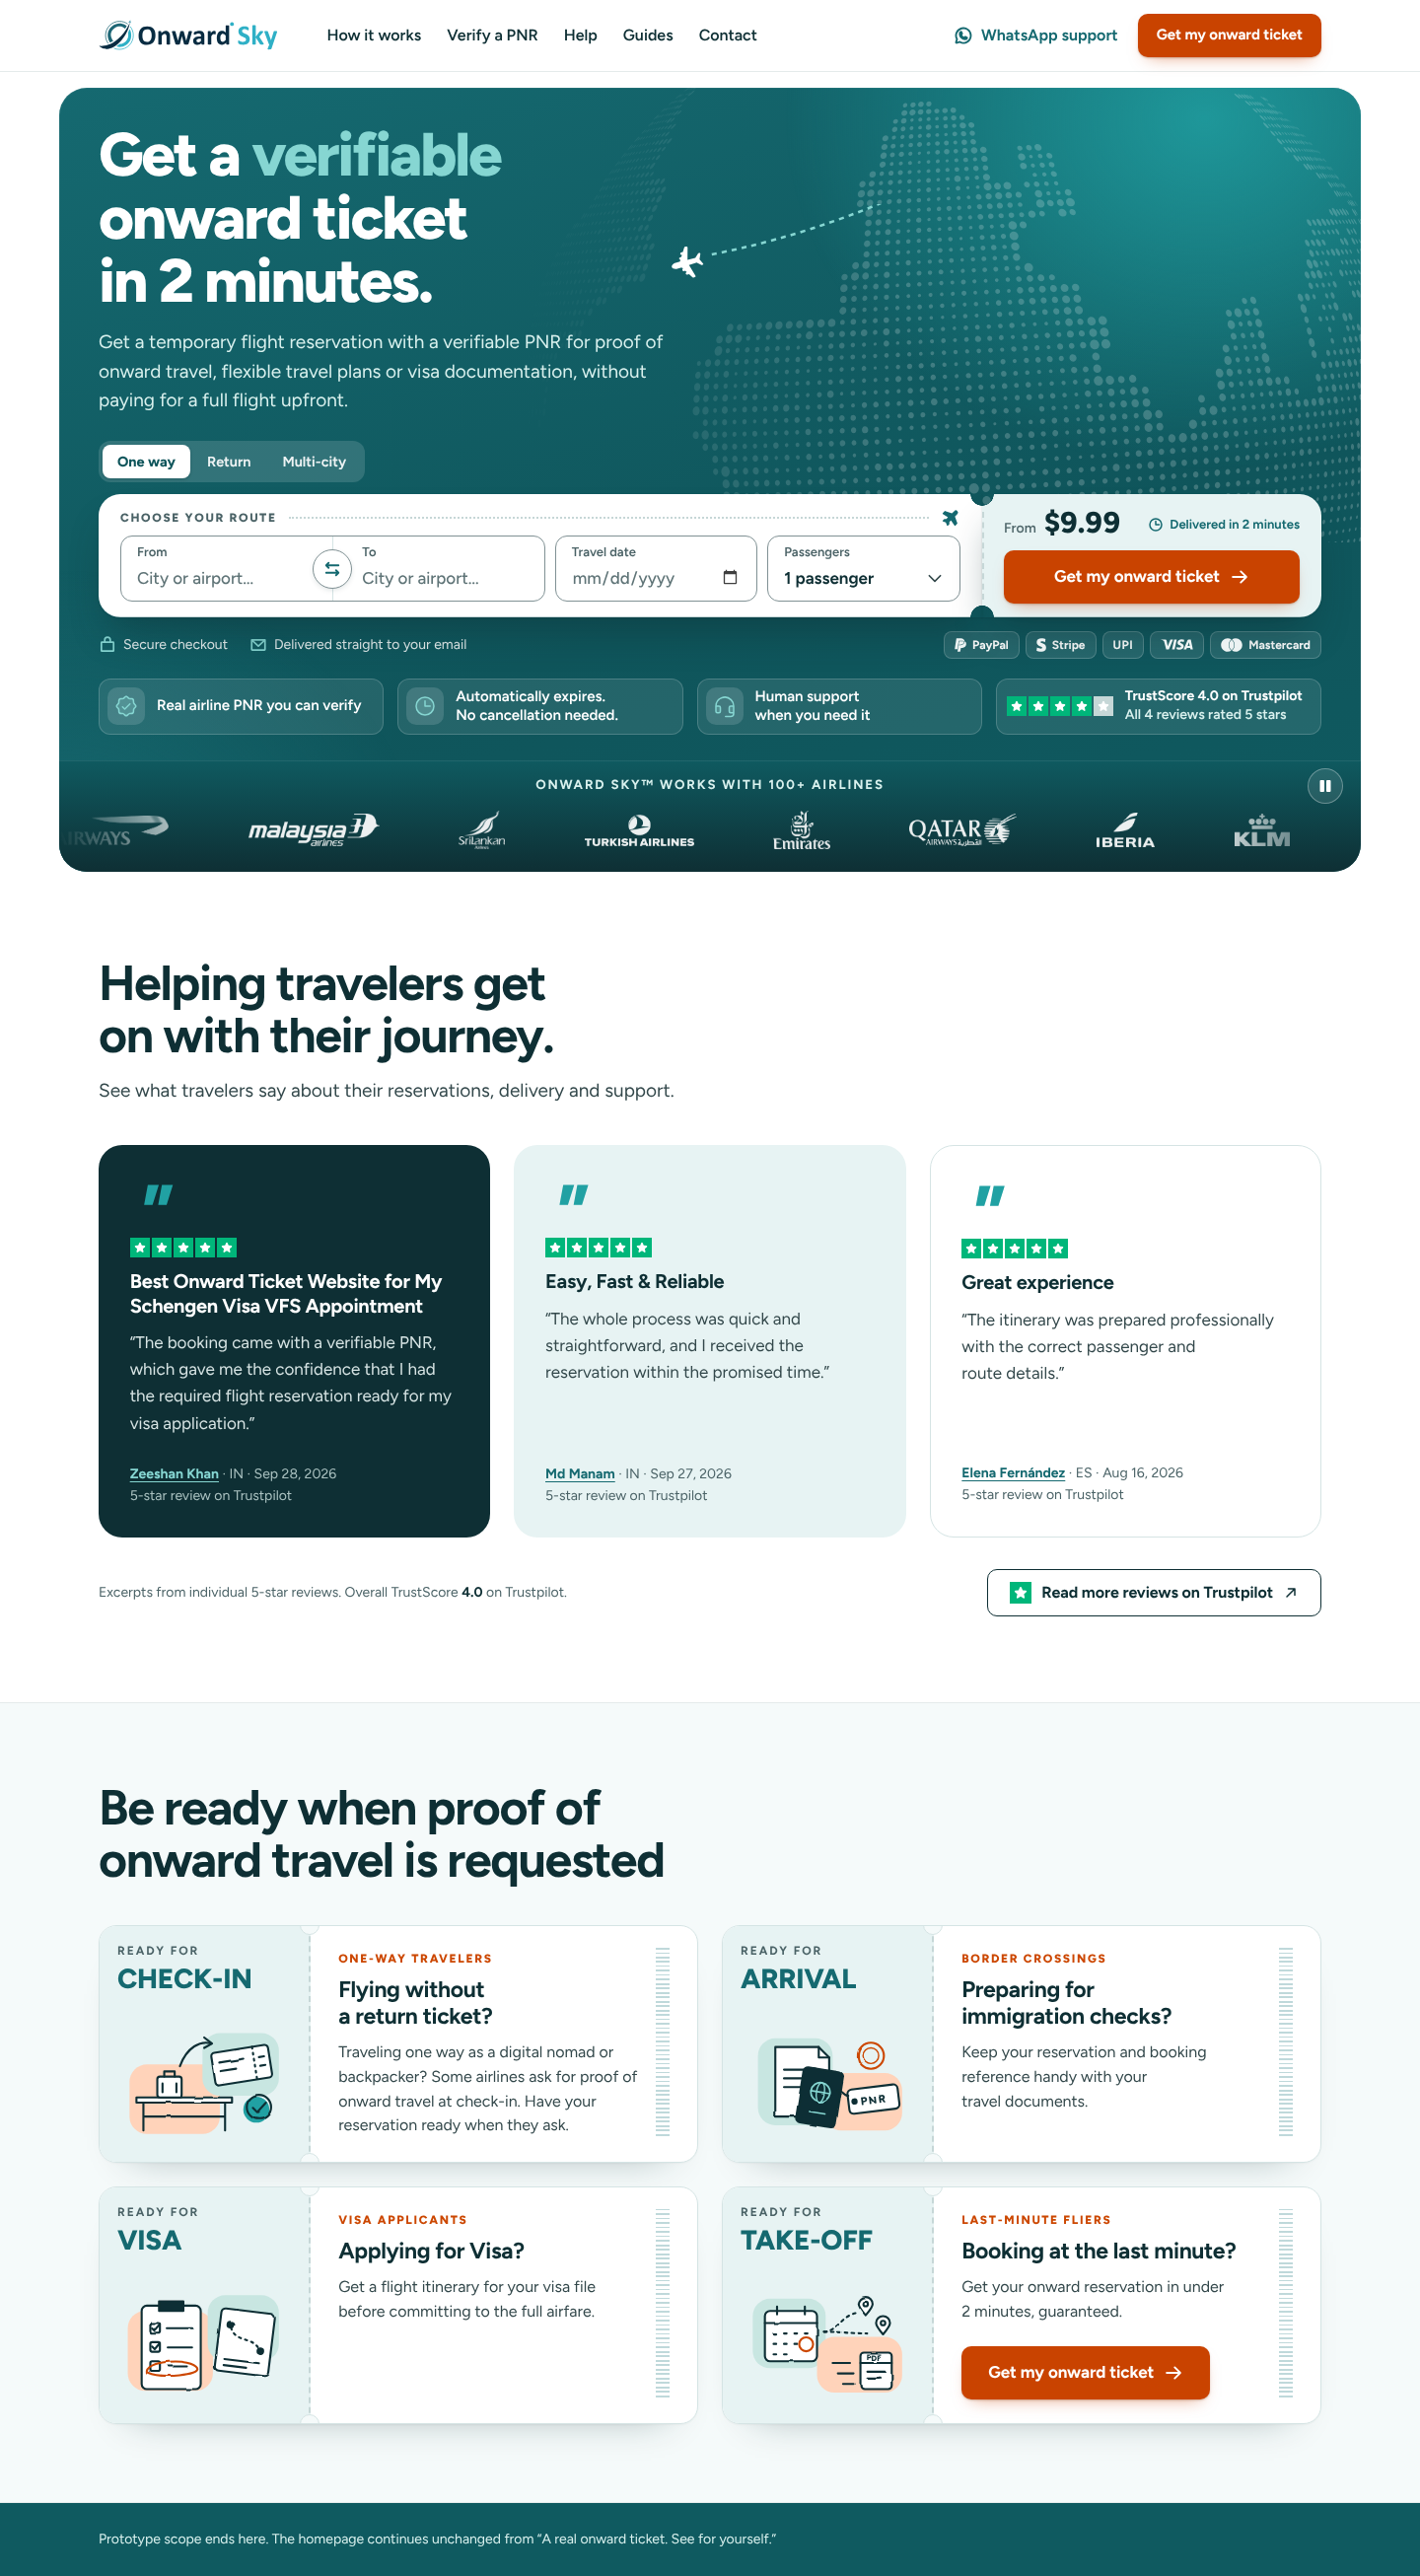 Onward Sky
How it works
Verify a PNR
Help
Guides
Contact
WhatsApp support
Get my onward ticket
Get a verifiable
onward ticket
in 2 minutes.
Get a temporary flight reservation with a verifiable PNR for proof of
onward travel, flexible travel plans or visa documentation, without
paying for a full flight upfront.
One way
Return
Multi-city
CHOOSE YOUR ROUTE
From
City or airport...
To
City or airport...
Travel date
mm/dd/yyyy
Passengers
1 passenger
From $9.99
Delivered in 2 minutes
Get my onward ticket
Secure checkout
Delivered straight to your email
PayPal
Stripe
UPI
VISA
Mastercard
Real airline PNR you can verify
Automatically expires.
No cancellation needed.
Human support
when you need it
TrustScore 4.0 on Trustpilot
All 4 reviews rated 5 stars
ONWARD SKY™ WORKS WITH 100+ AIRLINES
IRWAYS
malaysia
airlines
SriLankan
Airlines
TURKISH AIRLINES
Emirates
QATAR
AIRWAYS القطرية
IBERIA
KLM
Helping travelers get
on with their journey.
See what travelers say about their reservations, delivery and support.
Best Onward Ticket Website for My
Schengen Visa VFS Appointment
“The booking came with a verifiable PNR,
which gave me the confidence that I had
the required flight reservation ready for my
visa application.”
Zeeshan Khan · IN · Sep 28, 2026
5-star review on Trustpilot
Easy, Fast & Reliable
“The whole process was quick and
straightforward, and I received the
reservation within the promised time.”
Md Manam · IN · Sep 27, 2026
5-star review on Trustpilot
Great experience
“The itinerary was prepared professionally
with the correct passenger and
route details.”
Elena Fernández · ES · Aug 16, 2026
5-star review on Trustpilot
Excerpts from individual 5-star reviews. Overall TrustScore 4.0 on Trustpilot.
Read more reviews on Trustpilot
Be ready when proof of
onward travel is requested
READY FOR
CHECK-IN
ONE-WAY TRAVELERS
Flying without
a return ticket?
Traveling one way as a digital nomad or
backpacker? Some airlines ask for proof of
onward travel at check-in. Have your
reservation ready when they ask.
READY FOR
ARRIVAL
PNR
BORDER CROSSINGS
Preparing for
immigration checks?
Keep your reservation and booking
reference handy with your
travel documents.
READY FOR
VISA
VISA APPLICANTS
Applying for Visa?
Get a flight itinerary for your visa file
before committing to the full airfare.
READY FOR
TAKE-OFF
PDF
LAST-MINUTE FLIERS
Booking at the last minute?
Get your onward reservation in under
2 minutes, guaranteed.
Get my onward ticket
Prototype scope ends here. The homepage continues unchanged from “A real onward ticket. See for yourself.”